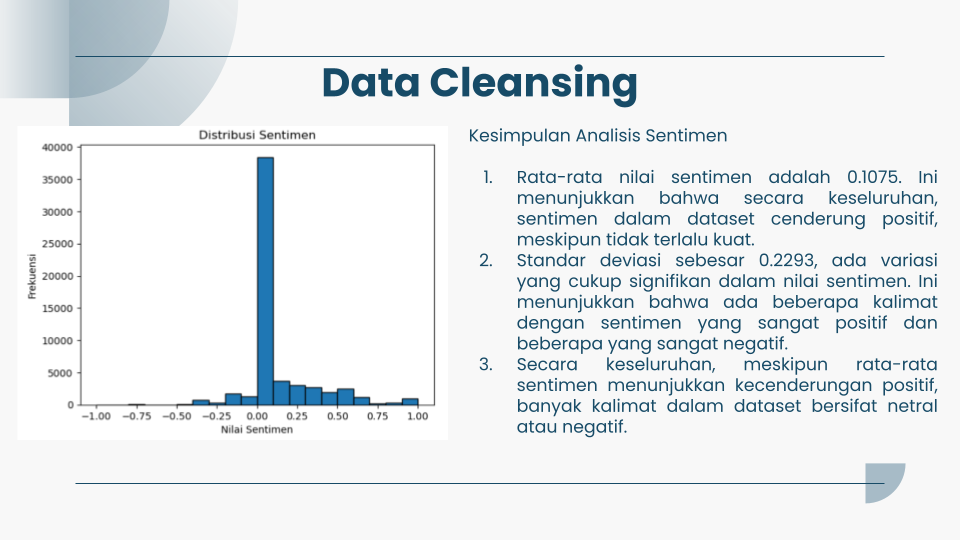 Data Cleansing
Distribusi Sentimen
40000
35000
30000
25000
20000
15000
10000
5000
0
Frekuensi
−1.00 −0.75 −0.50 −0.25 0.00 0.25 0.50 0.75 1.00
Nilai Sentimen
Kesimpulan Analisis Sentimen
1. Rata-rata nilai sentimen adalah 0.1075. Ini
menunjukkan bahwa secara keseluruhan,
sentimen dalam dataset cenderung positif,
meskipun tidak terlalu kuat.
2. Standar deviasi sebesar 0.2293, ada variasi
yang cukup signifikan dalam nilai sentimen. Ini
menunjukkan bahwa ada beberapa kalimat
dengan sentimen yang sangat positif dan
beberapa yang sangat negatif.
3. Secara keseluruhan, meskipun rata-rata
sentimen menunjukkan kecenderungan positif,
banyak kalimat dalam dataset bersifat netral
atau negatif.